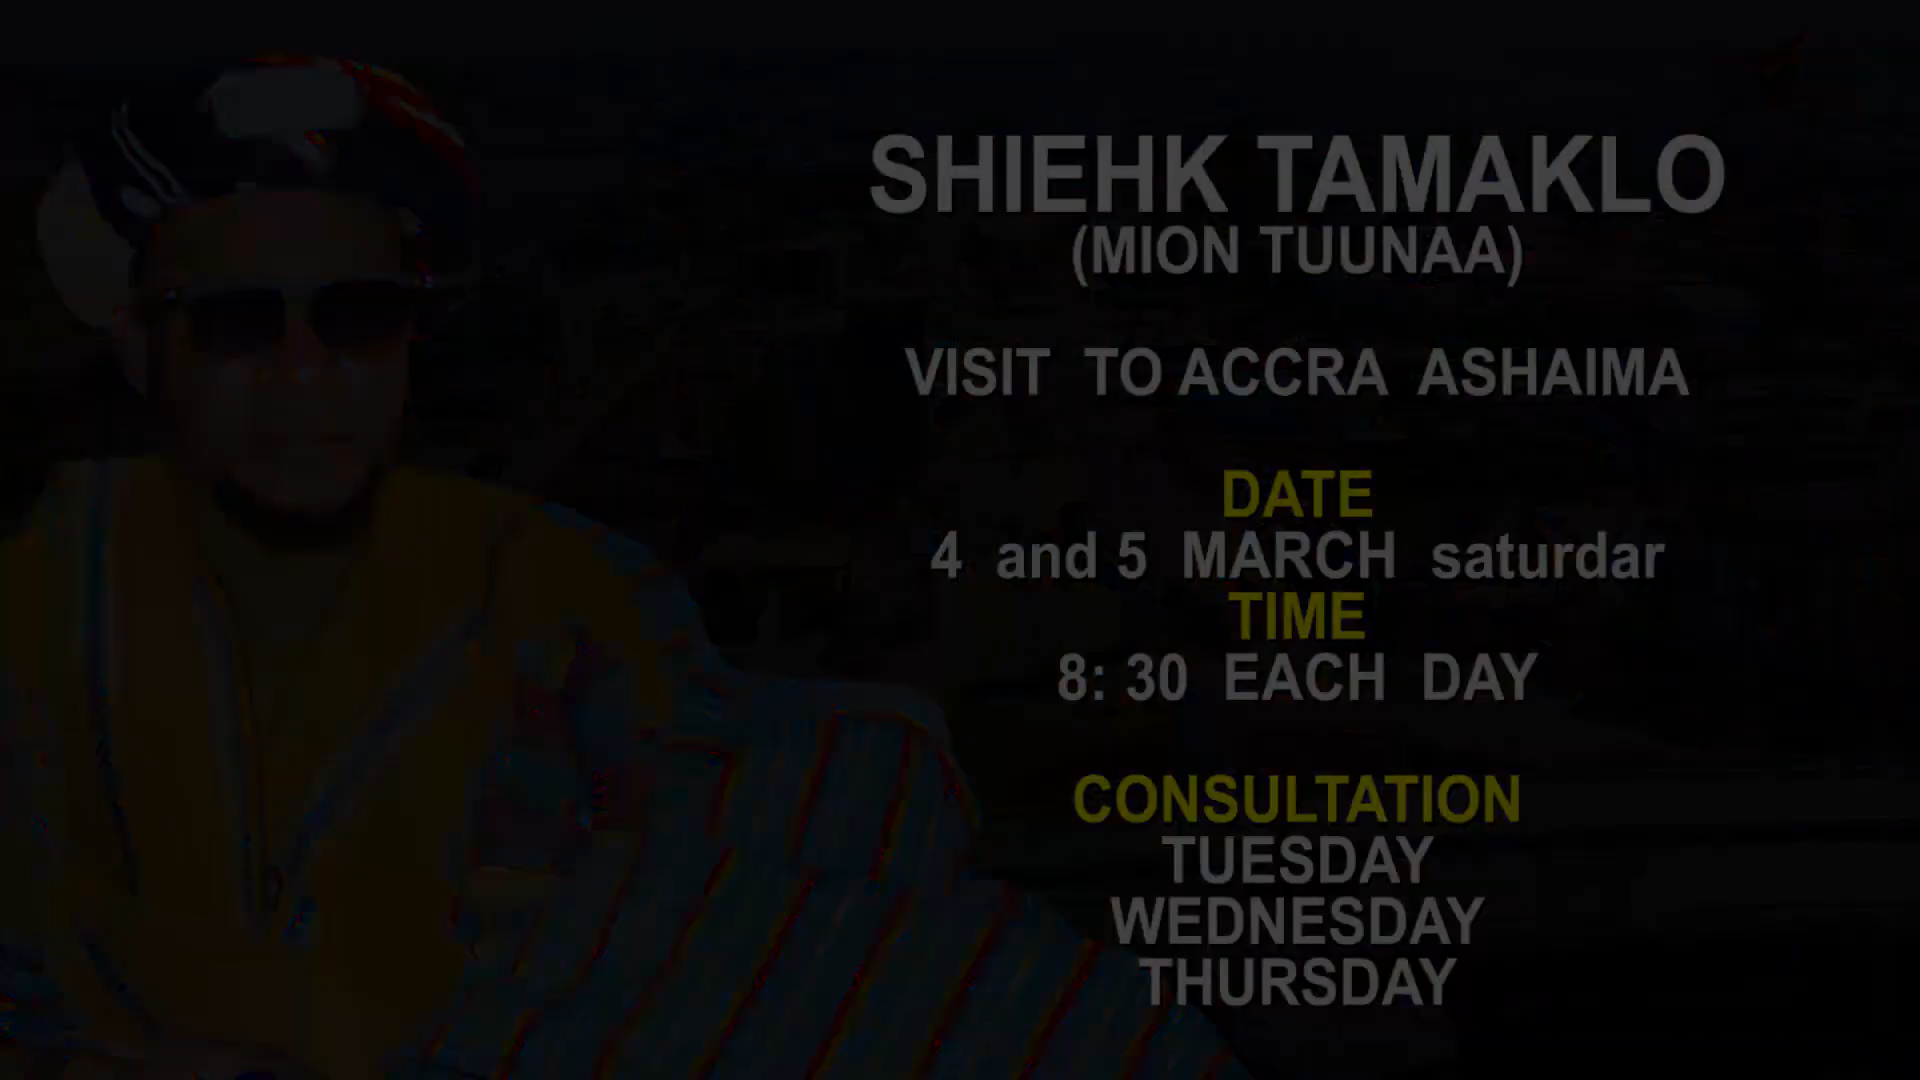 SHIEHK TAMAKLO
(MION TUUNAA)
VISIT TO ACCRA ASHAIMA
DATE
4 and 5 MARCH saturdar
TIME
8: 30 EACH DAY
CONSULTATION
TUESDAY
WEDNESDAY
THURSDAY